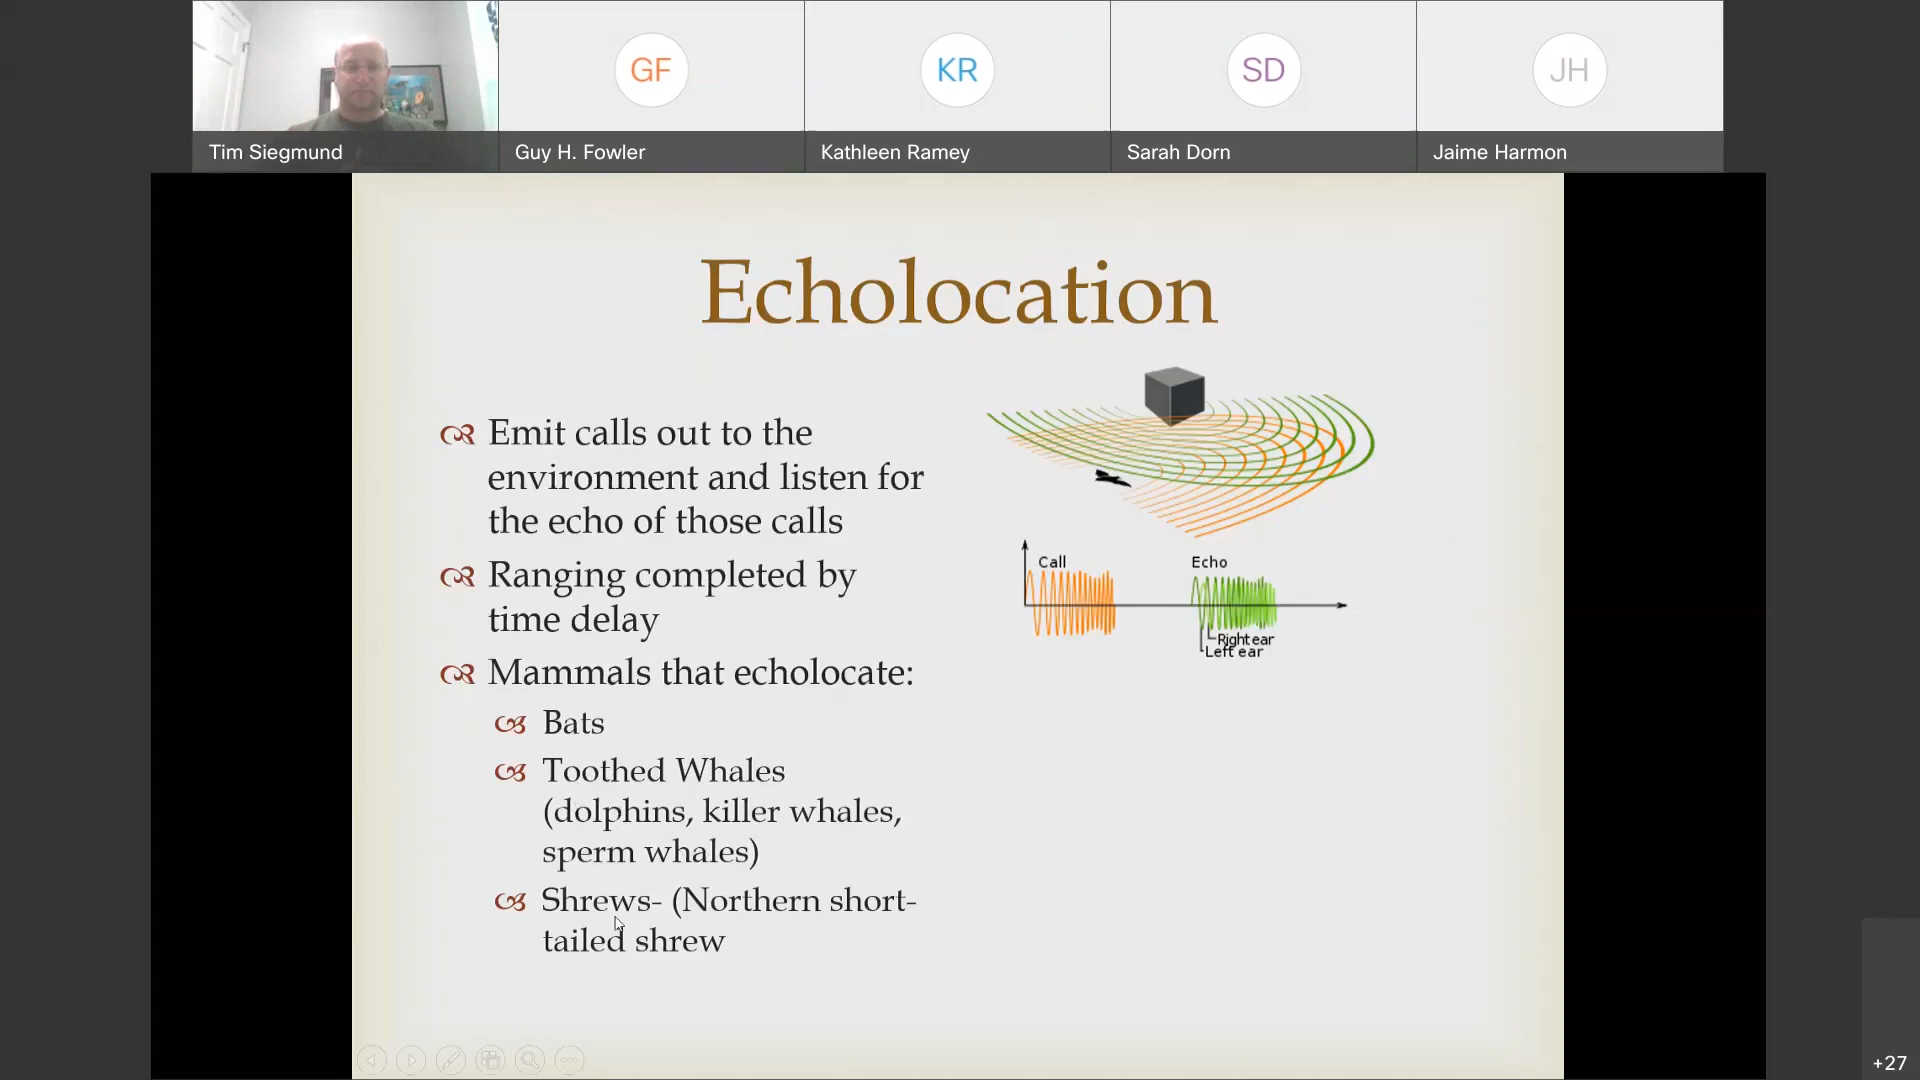 GF
KR
SD
JH
Tim Siegmund
Guy H. Fowler
Kathleen Ramey
Sarah Dorn
Jaime Harmon
Echolocation
Emit calls out to the
environment and listen for
the echo of those calls
Ranging completed by
time delay
Mammals that echolocate:
Bats
Toothed Whales
(dolphins, killer whales,
sperm whales)
Shrews- (Northern short-
tailed shrew
Call
Echo
Right ear
Left ear
+27